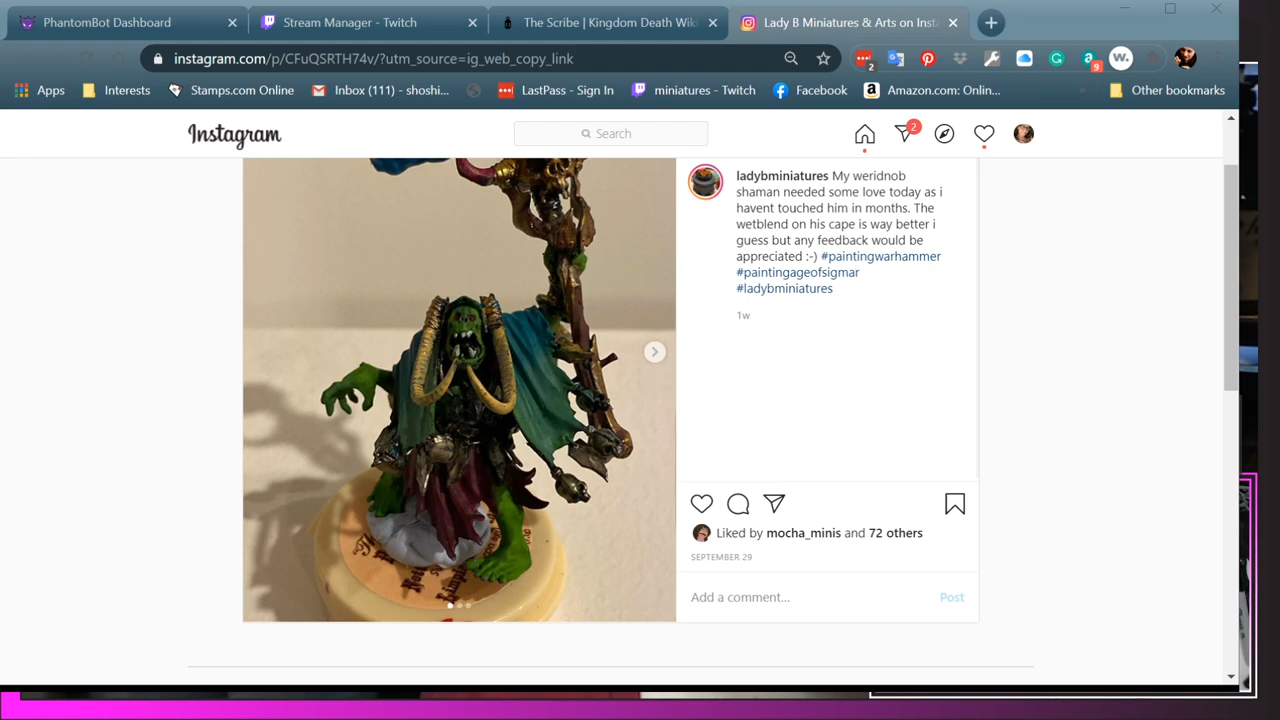 PhantomBot Dashboard
Stream Manager - Twitch
The Scribe | Kingdom Death Wiki
Lady B Miniatures & Arts on Inst
instagram.com/p/CFuQSRTH74v/?utm_source=ig_web_copy_link
2
9
w.
Apps
Interests
Stamps.com Online
Inbox (111) - shoshi...
LastPass - Sign In
miniatures - Twitch
Facebook
Amazon.com: Onlin...
Other bookmarks
Instagram
Search
2
ladybminiatures My weridnob
shaman needed some love today as i
havent touched him in months. The
wetblend on his cape is way better i
guess but any feedback would be
appreciated :-) #paintingwarhammer
#paintingageofsigmar
#ladybminiatures
1w
Liked by mocha_minis and 72 others
SEPTEMBER 29
Add a comment...
Post